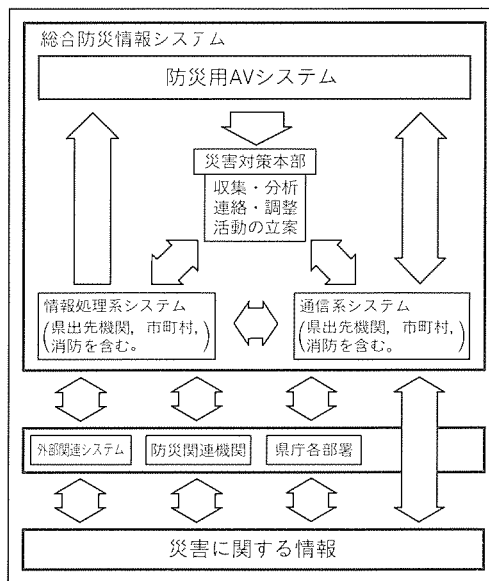 総合防災情報システム
防災用AVシステム
災害対策本部
収集・分析
連絡・調整
活動の立案
情報処理系システム
(県出先機関, 市町村,
消防を含む。)
通信系システム
(県出先機関, 市町村,
消防を含む。)
外部関連システム
防災関連機関
県庁各部署
災害に関する情報